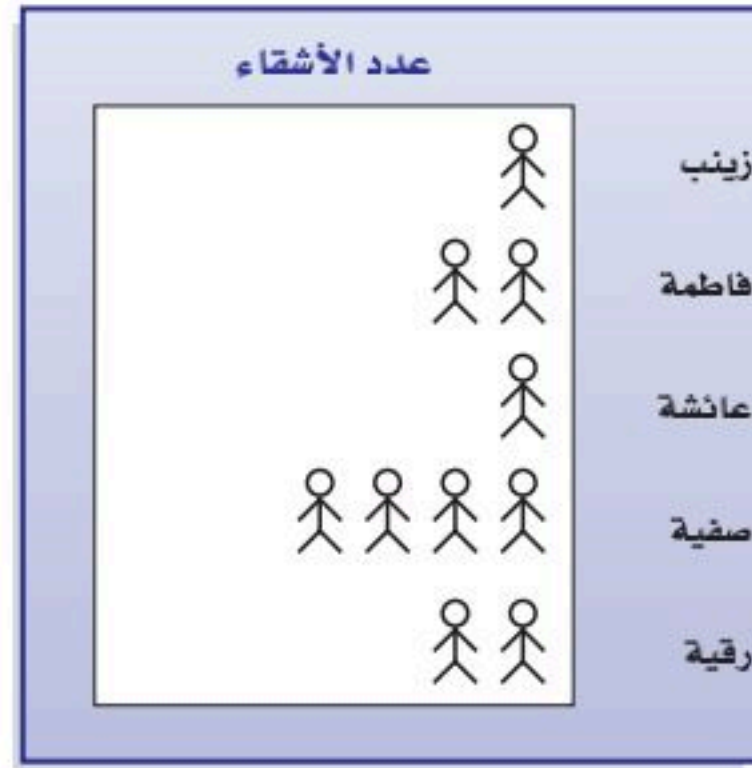 عدد الأشقاء
زينب
فاطمة
عائشة
صفية
رقية